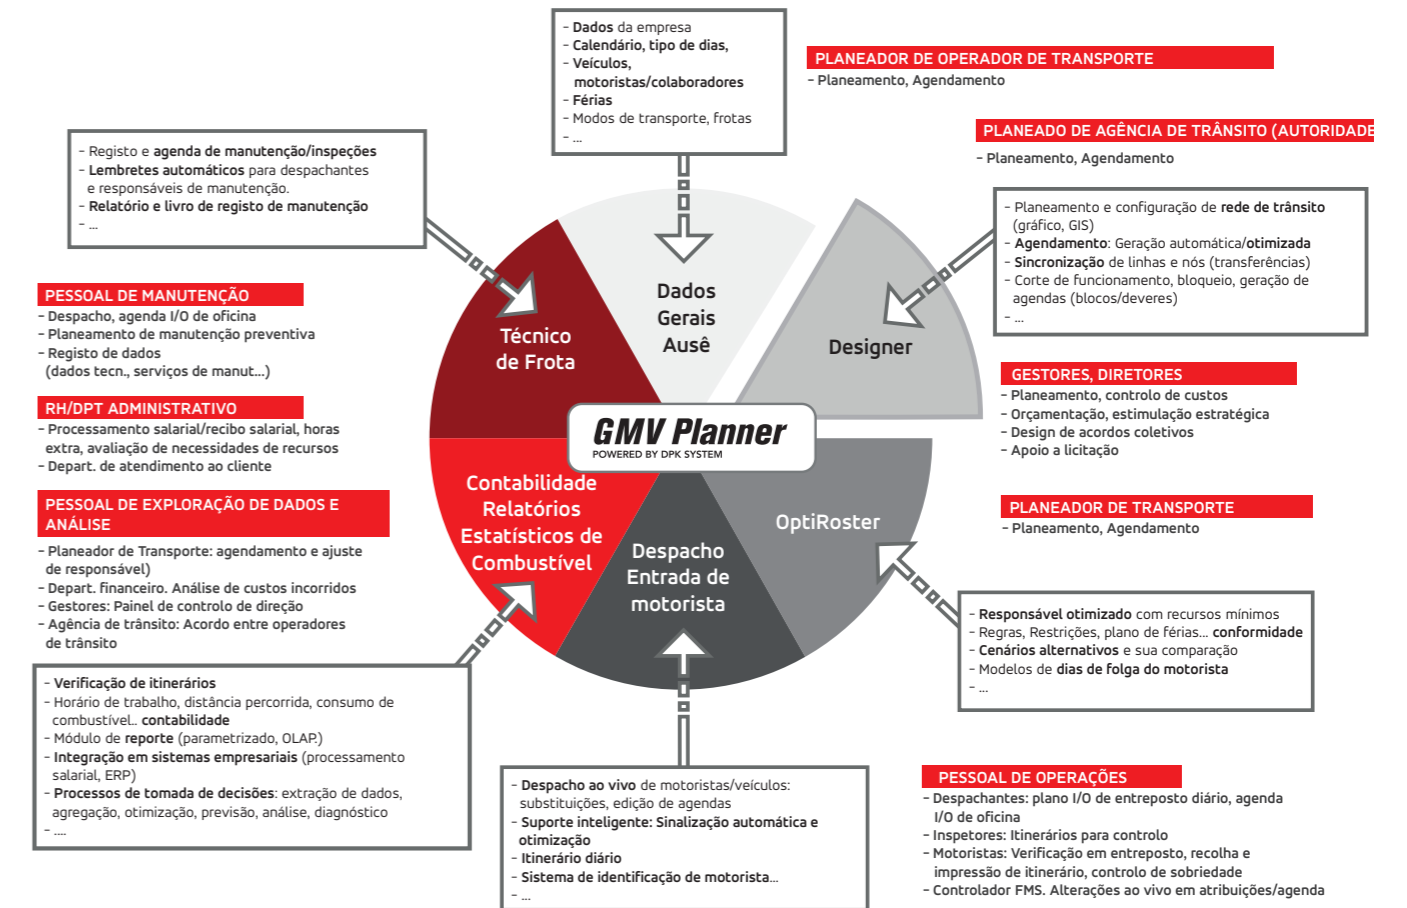 - Dados da empresa
- Calendário, tipo de dias,
- Veículos,
motoristas/colaboradores
- Férias
- Modos de transporte, frotas
- ...
PLANEADOR DE OPERADOR DE TRANSPORTE
- Planeamento, Agendamento
PLANEADO DE AGÊNCIA DE TRÂNSITO (AUTORIDADE
- Planeamento, Agendamento
- Registo e agenda de manutenção/inspeções
- Lembretes automáticos para despachantes
e responsáveis de manutenção.
- Relatório e livro de registo de manutenção
- ...
- Planeamento e configuração de rede de trânsito
(gráfico, GIS)
- Agendamento: Geração automática/otimizada
- Sincronização de linhas e nós (transferências)
- Corte de funcionamento, bloqueio, geração de
agendas (blocos/deveres)
- ...
PESSOAL DE MANUTENÇÃO
- Despacho, agenda I/O de oficina
- Planeamento de manutenção preventiva
- Registo de dados
(dados tecn., serviços de manut...)
RH/DPT ADMINISTRATIVO
- Processamento salarial/recibo salarial, horas
extra, avaliação de necessidades de recursos
- Depart. de atendimento ao cliente
PESSOAL DE EXPLORAÇÃO DE DADOS E
ANÁLISE
- Planeador de Transporte: agendamento e ajuste
de responsável)
- Depart. financeiro. Análise de custos incorridos
- Gestores: Painel de controlo de direção
- Agência de trânsito: Acordo entre operadores
de trânsito
Técnico
de Frota
Dados
Gerais
Ausê
Designer
GMV Planner
POWERED BY DPK SYSTEM
Contabilidade
Relatórios
Estatísticos de
Combustível
Despacho
Entrada de
motorista
OptiRoster
GESTORES, DIRETORES
- Planeamento, controlo de custos
- Orçamentação, estimulação estratégica
- Design de acordos coletivos
- Apoio a licitação
PLANEADOR DE TRANSPORTE
- Planeamento, Agendamento
- Responsável otimizado com recursos mínimos
- Regras, Restrições, plano de férias... conformidade
- Cenários alternativos e sua comparação
- Modelos de dias de folga do motorista
- ...
- Verificação de itinerários
- Horário de trabalho, distância percorrida, consumo de
combustível.. contabilidade
- Módulo de reporte (parametrizado, OLAP.)
- Integração em sistemas empresariais (processamento
salarial, ERP)
- Processos de tomada de decisões: extração de dados,
agregação, otimização, previsão, análise, diagnóstico
- ....
- Despacho ao vivo de motoristas/veículos:
substituições, edição de agendas
- Suporte inteligente: Sinalização automática e
otimização
- Itinerário diário
- Sistema de identificação de motorista...
- ...
PESSOAL DE OPERAÇÕES
- Despachantes: plano I/O de entreposto diário, agenda
I/O de oficina
- Inspetores: Itinerários para controlo
- Motoristas: Verificação em entreposto, recolha e
impressão de itinerário, controlo de sobriedade
- Controlador FMS. Alterações ao vivo em atribuições/agenda